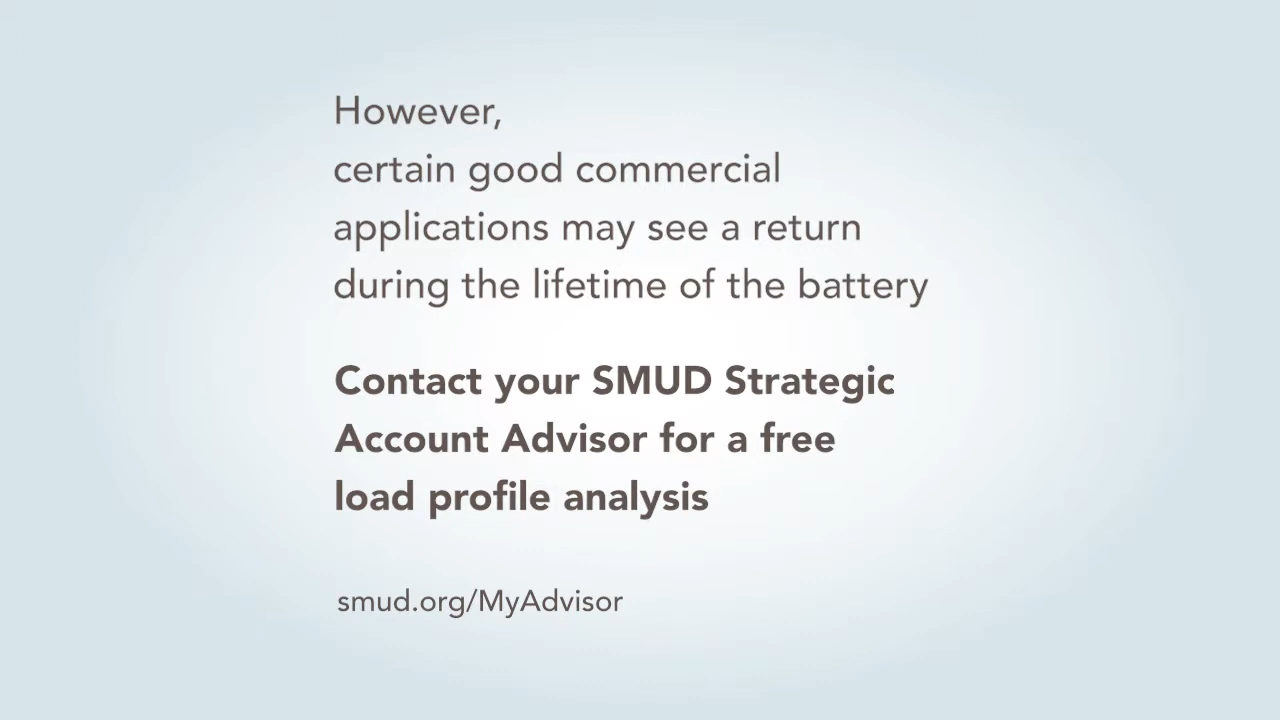 However,
certain good commercial
applications may see a return
during the lifetime of the battery
Contact your SMUD Strategic
Account Advisor for a free
load profile analysis
smud.org/MyAdvisor